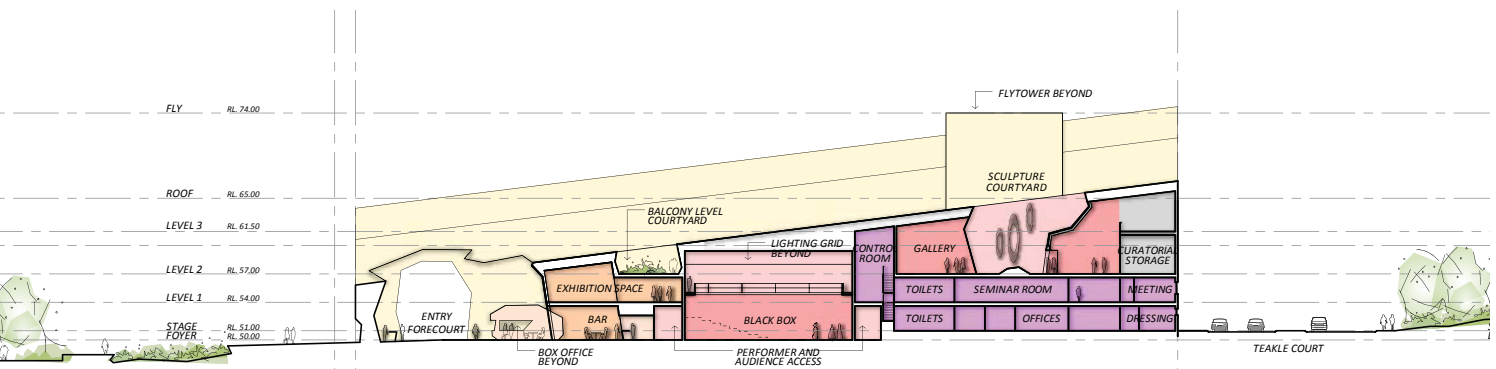 FLYTOWER BEYOND
FLY RL. 74.00
SCULPTURE
COURTYARD
ROOF RL. 65.00
BALCONY LEVEL
COURTYARD
LEVEL 3 RL. 61.50
LIGHTING GRID
BEYOND
CONTRO
ROOM
GALLERY
CURATORIA
STORAGE
LEVEL 2 RL. 57.00
EXHIBITION SPACE
TOILETS
SEMINAR ROOM
MEETING
LEVEL 1 RL. 54.00
ENTRY
FORECOURT
BAR
BLACK BOX
TOILETS
OFFICES
DRESSING
STAGE RL. 51.00
FOYER RL. 50.00
BOX OFFICE
BEYOND
PERFORMER AND
AUDIENCE ACCESS
TEAKLE COURT